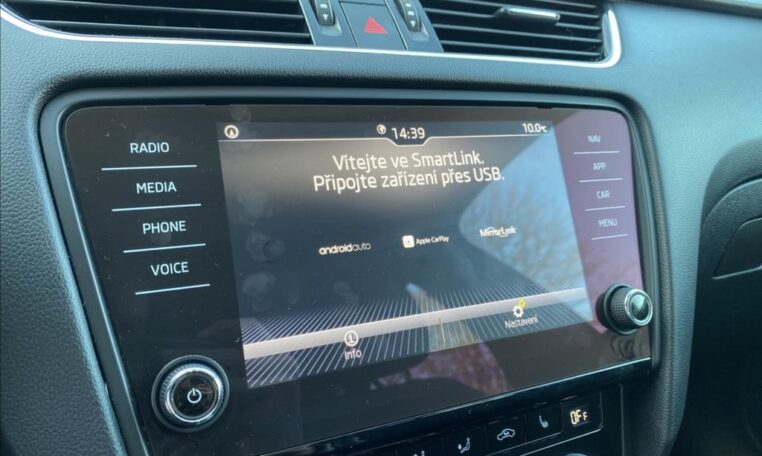 14:39
10.0°C
RADIO
MEDIA
PHONE
VOICE
Vítejte ve SmartLink.
Připojte zařízení přes USB.
androidauto
Apple CarPlay
MirrorLink
Info
Nastavení
NAV
APP
CAR
MENU
OFF